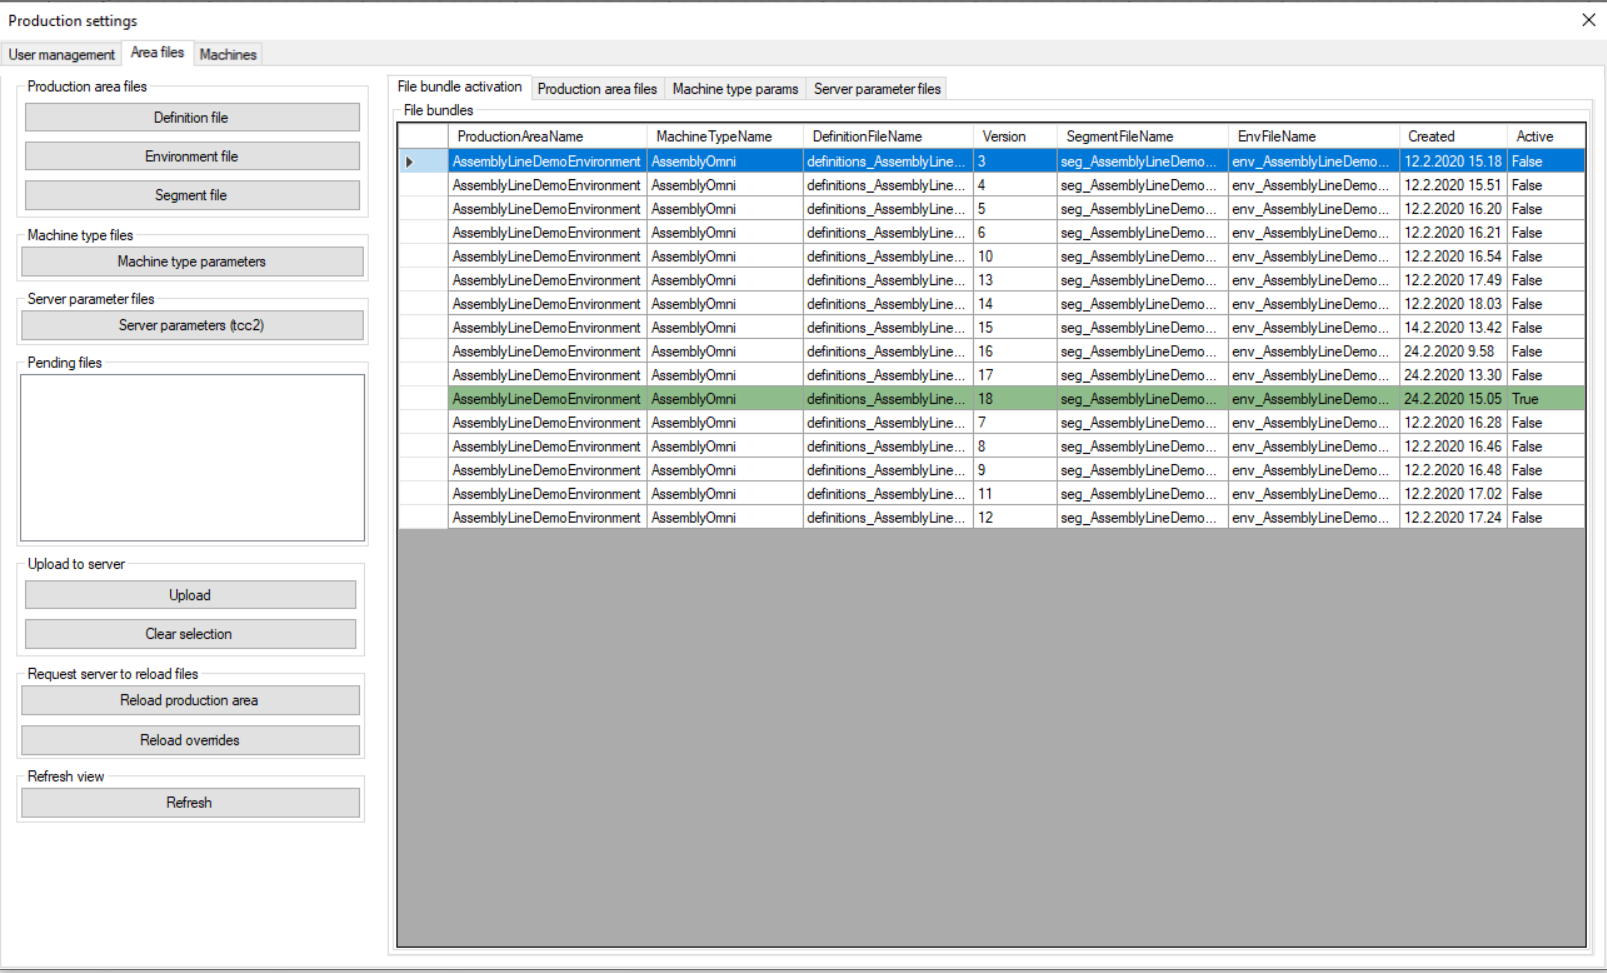 Production settings
User management Area files Machines
Production area files
Definition file
Environment file
Segment file
Machine type files
Machine type parameters
Server parameter files
Server parameters (tcc2)
Pending files
Upload to server
Upload
Clear selection
Request server to reload files
Reload production area
Reload overrides
Refresh view
Refresh
File bundle activation Production area files Machine type params Server parameter files
File bundles
ProductionAreaName MachineTypeName DefinitionFileName Version SegmentFileName EnvFileName Created Active
AssemblyLineDemoEnvironment AssemblyOmni definitions_AssemblyLine... 3 seg_AssemblyLineDemo... env_AssemblyLineDemo... 12.2.2020 15.18 False
AssemblyLineDemoEnvironment AssemblyOmni definitions_AssemblyLine... 4 seg_AssemblyLineDemo... env_AssemblyLineDemo... 12.2.2020 15.51 False
AssemblyLineDemoEnvironment AssemblyOmni definitions_AssemblyLine... 5 seg_AssemblyLineDemo... env_AssemblyLineDemo... 12.2.2020 16.20 False
AssemblyLineDemoEnvironment AssemblyOmni definitions_AssemblyLine... 6 seg_AssemblyLineDemo... env_AssemblyLineDemo... 12.2.2020 16.21 False
AssemblyLineDemoEnvironment AssemblyOmni definitions_AssemblyLine... 10 seg_AssemblyLineDemo... env_AssemblyLineDemo... 12.2.2020 16.54 False
AssemblyLineDemoEnvironment AssemblyOmni definitions_AssemblyLine... 13 seg_AssemblyLineDemo... env_AssemblyLineDemo... 12.2.2020 17.49 False
AssemblyLineDemoEnvironment AssemblyOmni definitions_AssemblyLine... 14 seg_AssemblyLineDemo... env_AssemblyLineDemo... 12.2.2020 18.03 False
AssemblyLineDemoEnvironment AssemblyOmni definitions_AssemblyLine... 15 seg_AssemblyLineDemo... env_AssemblyLineDemo... 14.2.2020 13.42 False
AssemblyLineDemoEnvironment AssemblyOmni definitions_AssemblyLine... 16 seg_AssemblyLineDemo... env_AssemblyLineDemo... 24.2.2020 9.58 False
AssemblyLineDemoEnvironment AssemblyOmni definitions_AssemblyLine... 17 seg_AssemblyLineDemo... env_AssemblyLineDemo... 24.2.2020 13.30 False
AssemblyLineDemoEnvironment AssemblyOmni definitions_AssemblyLine... 18 seg_AssemblyLineDemo... env_AssemblyLineDemo... 24.2.2020 15.05 True
AssemblyLineDemoEnvironment AssemblyOmni definitions_AssemblyLine... 7 seg_AssemblyLineDemo... env_AssemblyLineDemo... 12.2.2020 16.28 False
AssemblyLineDemoEnvironment AssemblyOmni definitions_AssemblyLine... 8 seg_AssemblyLineDemo... env_AssemblyLineDemo... 12.2.2020 16.46 False
AssemblyLineDemoEnvironment AssemblyOmni definitions_AssemblyLine... 9 seg_AssemblyLineDemo... env_AssemblyLineDemo... 12.2.2020 16.48 False
AssemblyLineDemoEnvironment AssemblyOmni definitions_AssemblyLine... 11 seg_AssemblyLineDemo... env_AssemblyLineDemo... 12.2.2020 17.02 False
AssemblyLineDemoEnvironment AssemblyOmni definitions_AssemblyLine... 12 seg_AssemblyLineDemo... env_AssemblyLineDemo... 12.2.2020 17.24 False